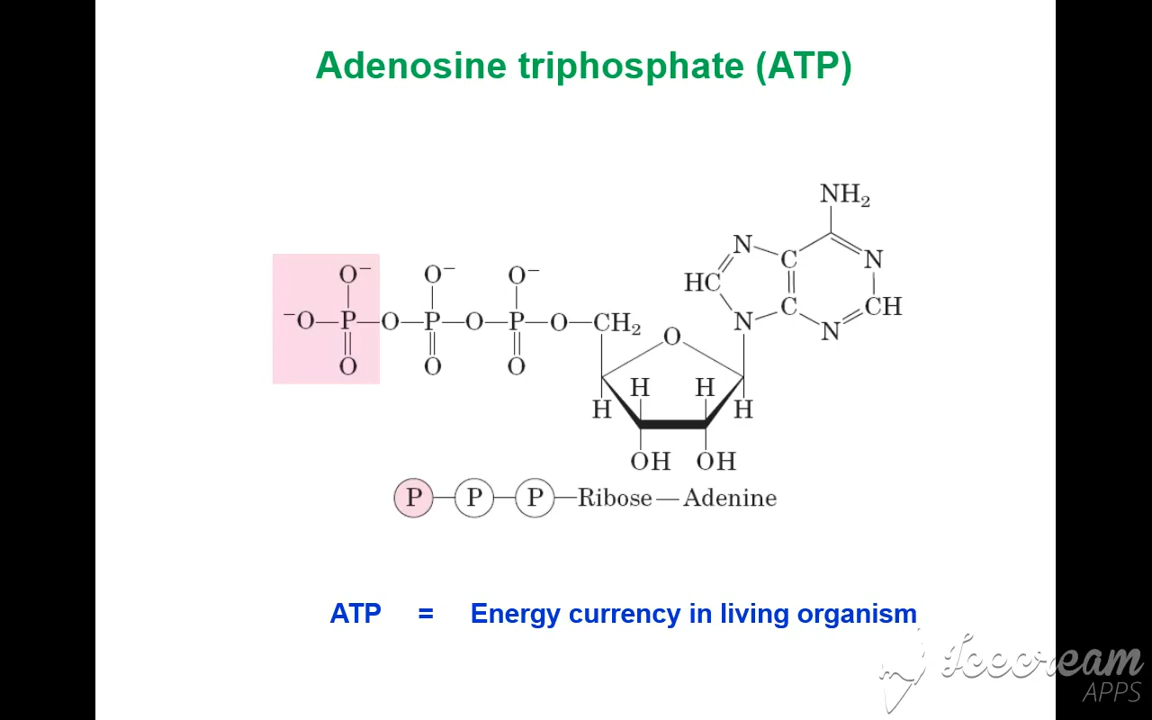 Adenosine triphosphate (ATP)
NH₂
N C N
HC
O⁻ O⁻ O⁻
C CH
⁻O—P—O—P—O—P—O—CH₂ N N
O
O O O
H H
H H
OH OH
P—P—P—Ribose—Adenine
ATP = Energy currency in living organism
Icecream
APPS